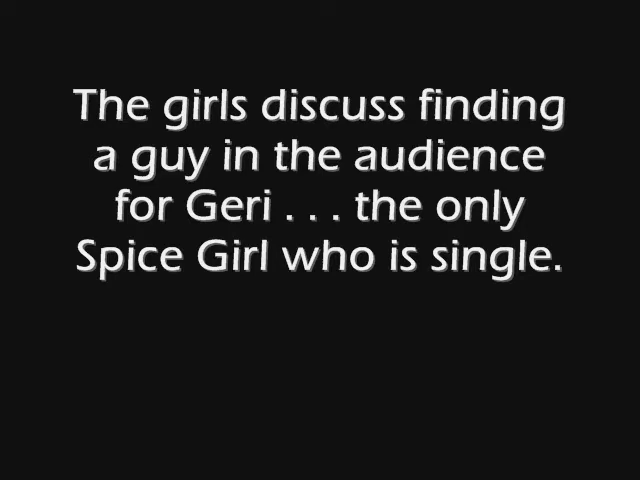 The girls discuss finding
a guy in the audience
for Geri . . . the only
Spice Girl who is single.